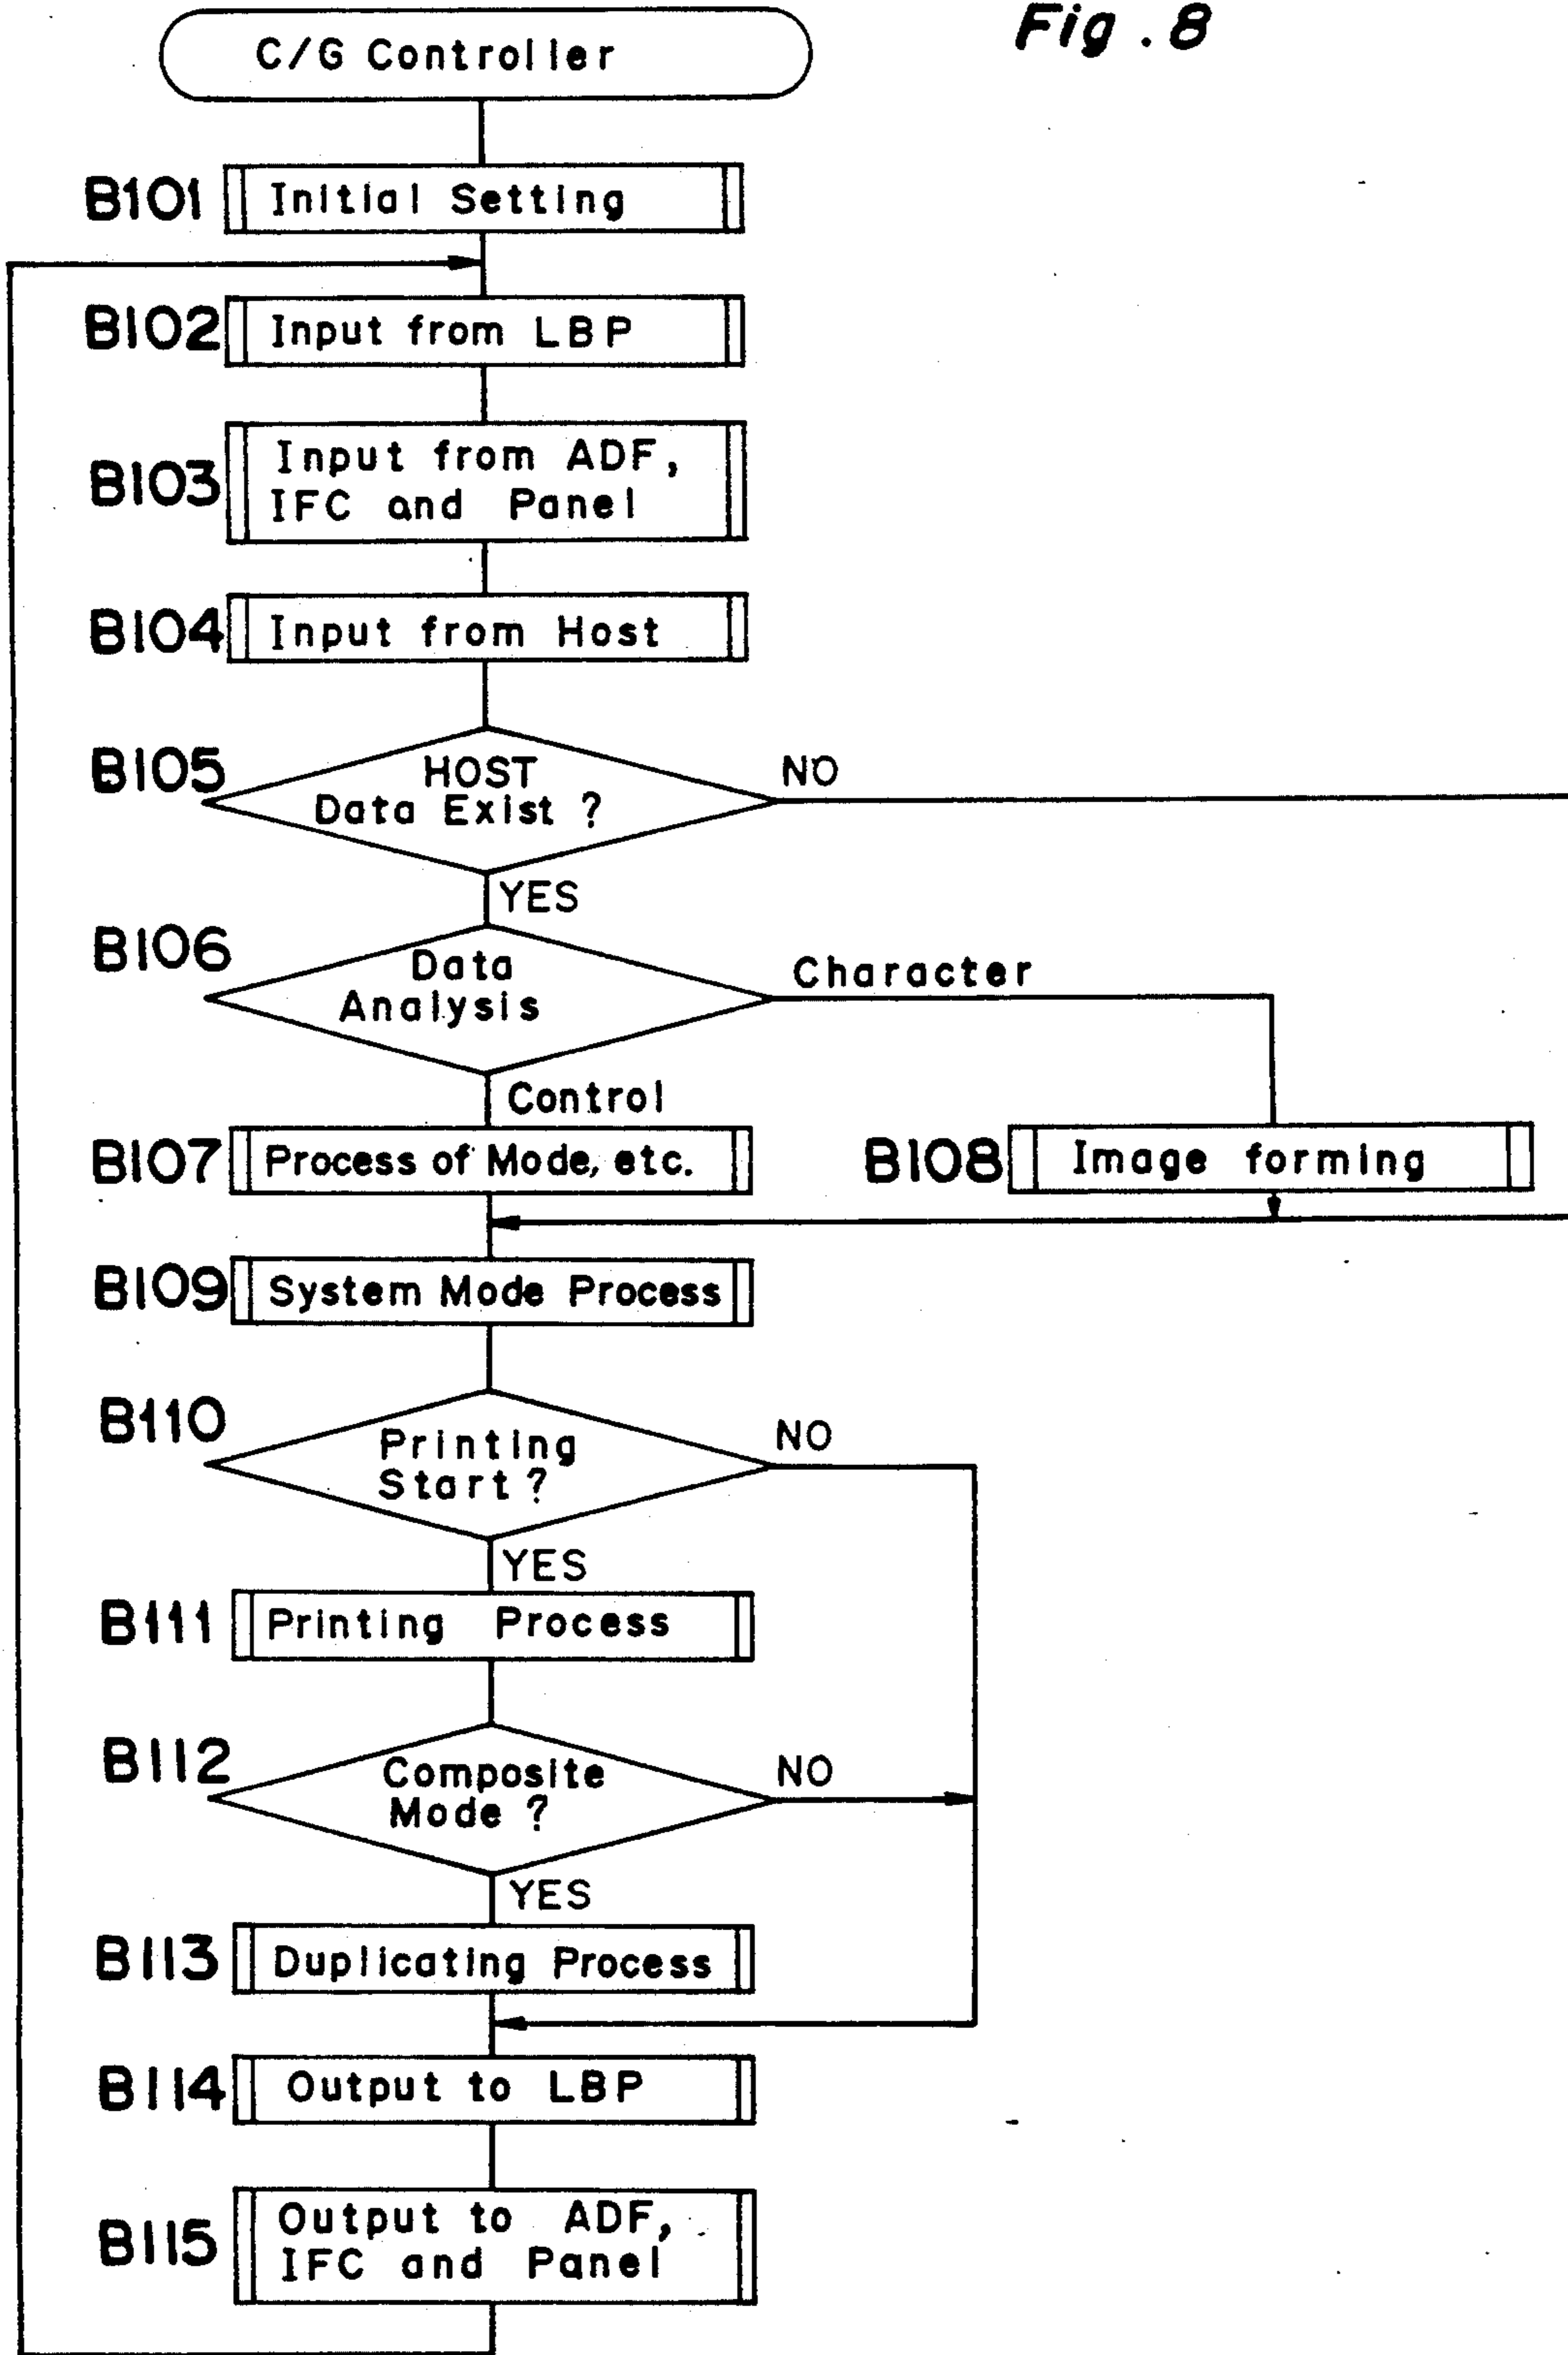 Fig. 8
C/G Controller
B101
Initial Setting
B102
Input from LBP
B103
Input from ADF,
IFC and Panel
B104
Input from Host
B105
HOST
Data Exist ?
NO
YES
B106
Data
Analysis
Character
Control
B107
Process of Mode, etc.
B108
Image forming
B109
System Mode Process
B110
Printing
Start ?
NO
YES
B111
Printing Process
B112
Composite
Mode ?
NO
YES
B113
Duplicating Process
B114
Output to LBP
B115
Output to ADF,
IFC and Panel